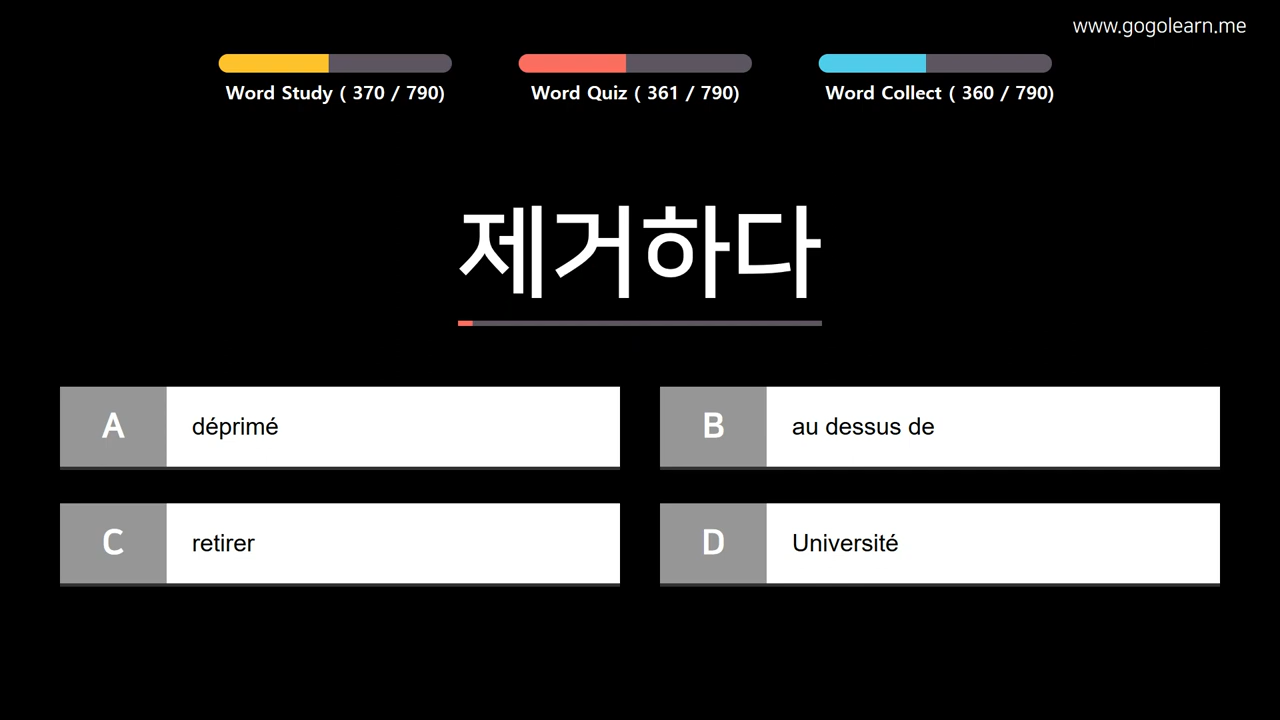 www.gogolearn.me
Word Study ( 370 / 790)
Word Quiz ( 361 / 790)
Word Collect ( 360 / 790)
제거하다
A
déprimé
B
au dessus de
C
retirer
D
Université